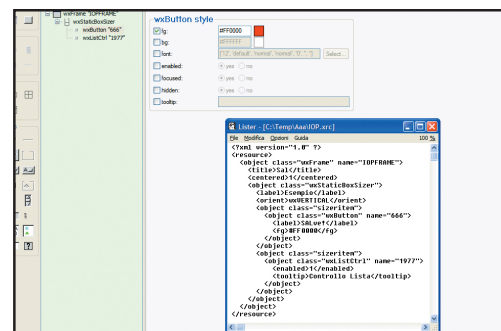 wxFrame "IOPFRAME"
wxStaticBoxSizer
wxButton "666"
wxListCtrl "1977"
wxButton style
fg: #FF0000
bg: #FFFFFF
font: Select...
enabled: yes no
focused: yes no
hidden: yes no
tooltip:
Lister - [C:\Temp\Aaa\IOP.xrc]
File Modifica Opzioni Guida 100 %
<?xml version="1.0" ?>
<resource>
<object class="wxFrame" name="IOPFRAME">
<title>Sal</title>
<centered>1</centered>
<object class="wxStaticBoxSizer">
<label>Esempio</label>
<orient>wxVERTICAL</orient>
<object class="sizeritem">
<object class="wxButton" name="666">
<label>SALve!</label>
<fg>#FF0000</fg>
</object>
</object>
<object class="sizeritem">
<object class="wxListCtrl" name="1977">
<enabled>1</enabled>
<tooltip>Controllo Lista</tooltip>
</object>
</object>
</object>
</object>
</resource>